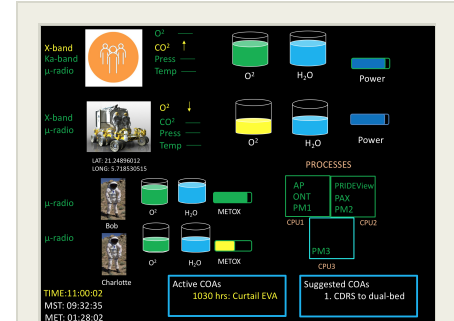 X-band
Ka-band
μ-radio
O²
CO² ↑
Press
Temp
O²
H₂O
Power
X-band
μ-radio
O² ↓
CO²
Press
Temp
O²
H₂O
Power
LAT: 21.24896012
LONG: 5.718530515
PROCESSES
AP
ONT
PM1
PRIDEView
PAX
PM2
CPU1
CPU2
PM3
CPU3
μ-radio
Bob
O²
H₂O
METOX
μ-radio
Charlotte
O²
H₂O
METOX
TIME:11:00:02
MST: 09:32:35
MET: 01:28:02
Active COAs
1030 hrs: Curtail EVA
Suggested COAs
1. CDRS to dual-bed